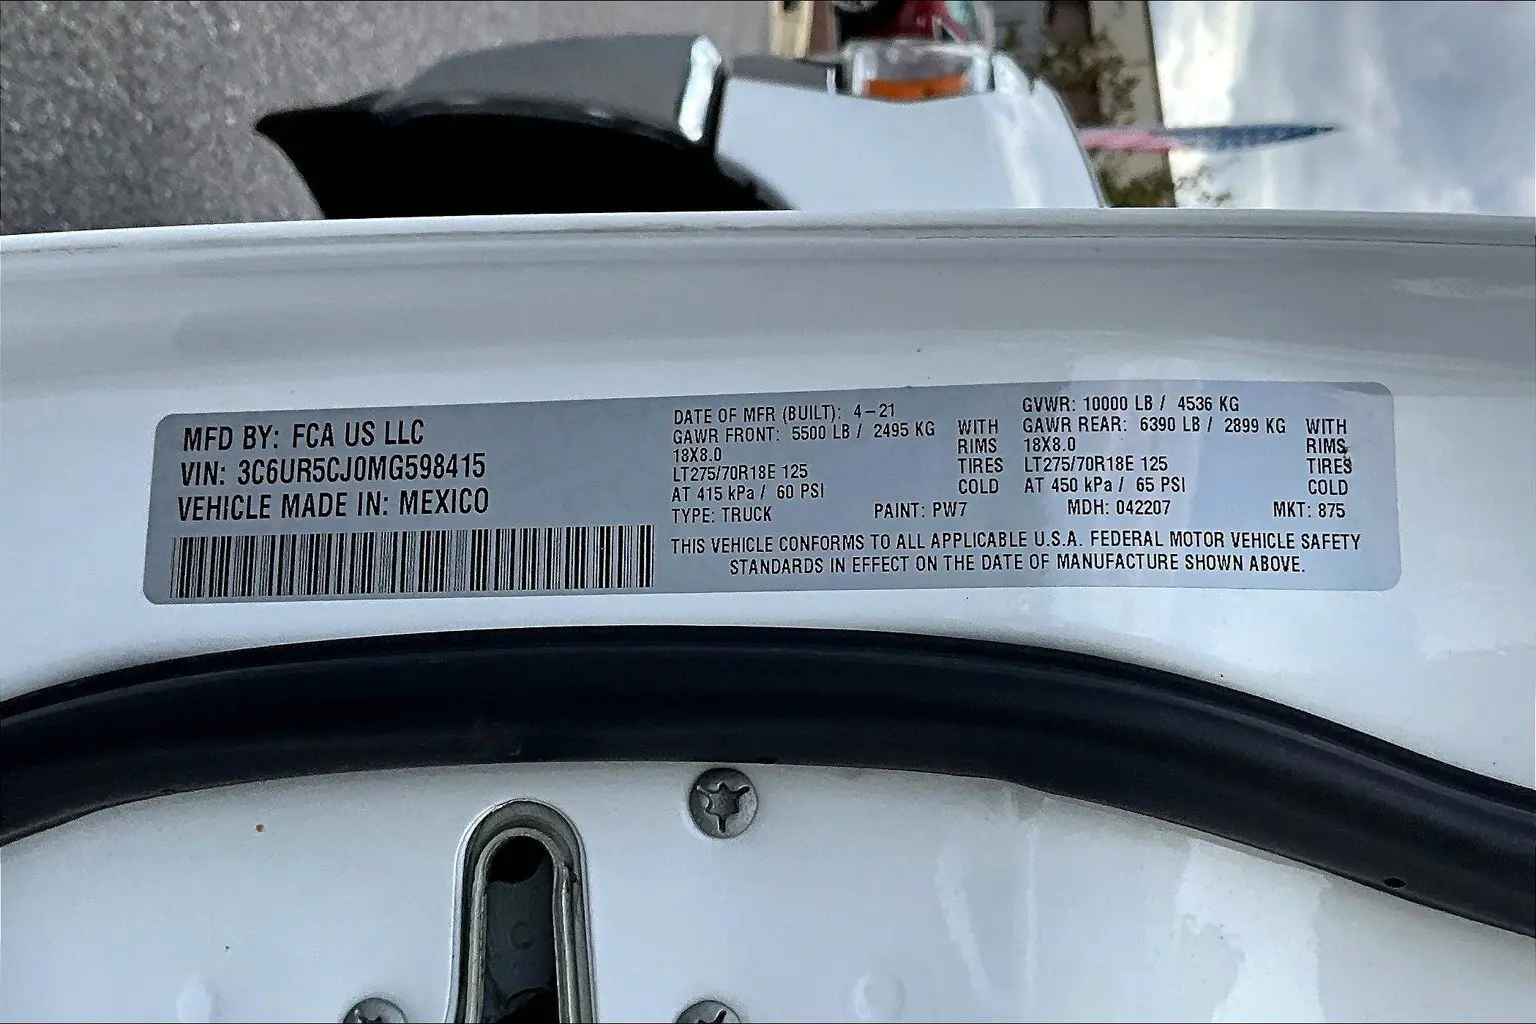 MFD BY: FCA US LLC
VIN: 3C6UR5CJ0MG598415
VEHICLE MADE IN: MEXICO
DATE OF MFR (BUILT): 4-21
GAWR FRONT: 5500 LB / 2495 KG WITH
18X8.0 RIMS
LT275/70R18E 125 TIRES
AT 415 kPa / 60 PSI COLD
GVWR: 10000 LB / 4536 KG
GAWR REAR: 6390 LB / 2899 KG WITH
18X8.0 RIMS
LT275/70R18E 125 TIRES
AT 450 kPa / 65 PSI COLD
TYPE: TRUCK PAINT: PW7 MDH: 042207 MKT: 875
THIS VEHICLE CONFORMS TO ALL APPLICABLE U.S.A. FEDERAL MOTOR VEHICLE SAFETY
STANDARDS IN EFFECT ON THE DATE OF MANUFACTURE SHOWN ABOVE.